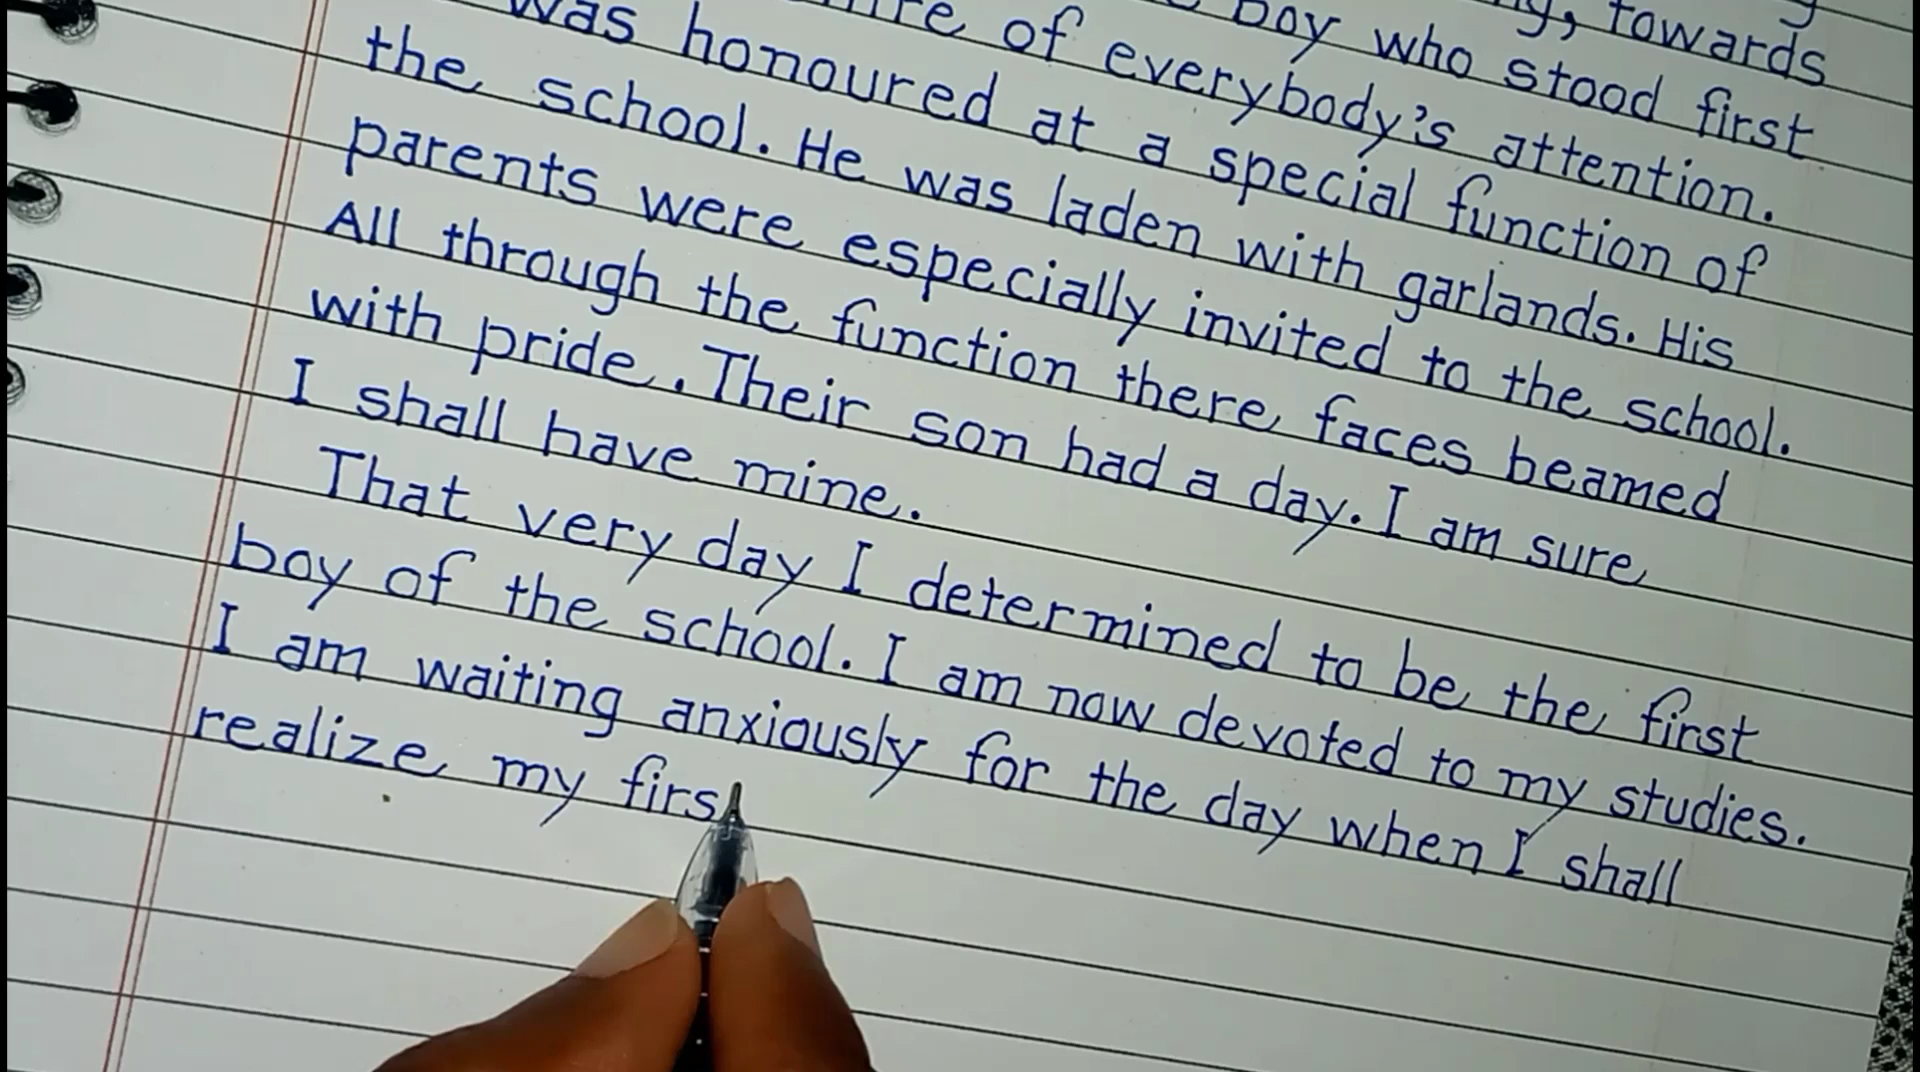 towards
boy who stood first
of everybody's attention.
was honoured at a special function of
the school. He was laden with garlands. His
parents were especially invited to the school.
All through the function there faces beamed
with pride. Their son had a day. I am sure
I shall have mine.
That very day I determined to be the first
boy of the school. I am now devoted to my studies.
I am waiting anxiously for the day when I shall
realize my firs